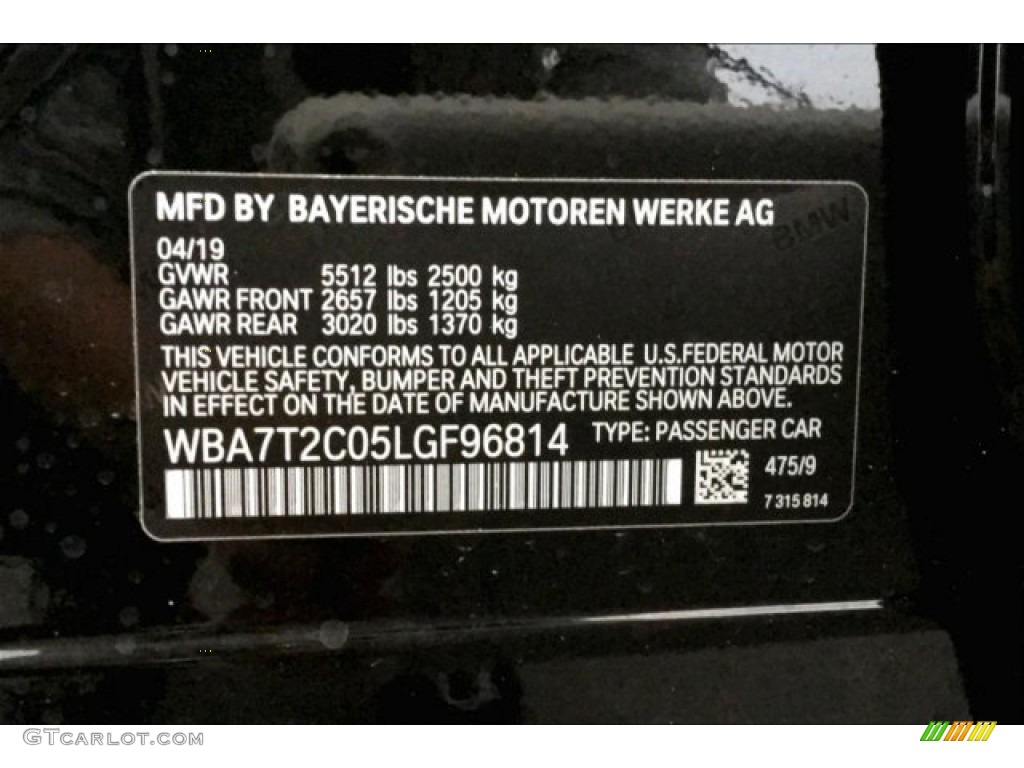 MFD BY BAYERISCHE MOTOREN WERKE AG
BMW
04/19
GVWR 5512 lbs 2500 kg
GAWR FRONT 2657 lbs 1205 kg
GAWR REAR 3020 lbs 1370 kg
THIS VEHICLE CONFORMS TO ALL APPLICABLE U.S.FEDERAL MOTOR
VEHICLE SAFETY, BUMPER AND THEFT PREVENTION STANDARDS
IN EFFECT ON THE DATE OF MANUFACTURE SHOWN ABOVE.
WBA7T2C05LGF96814 TYPE: PASSENGER CAR
475/9
7 315 814
GTCarLot.com